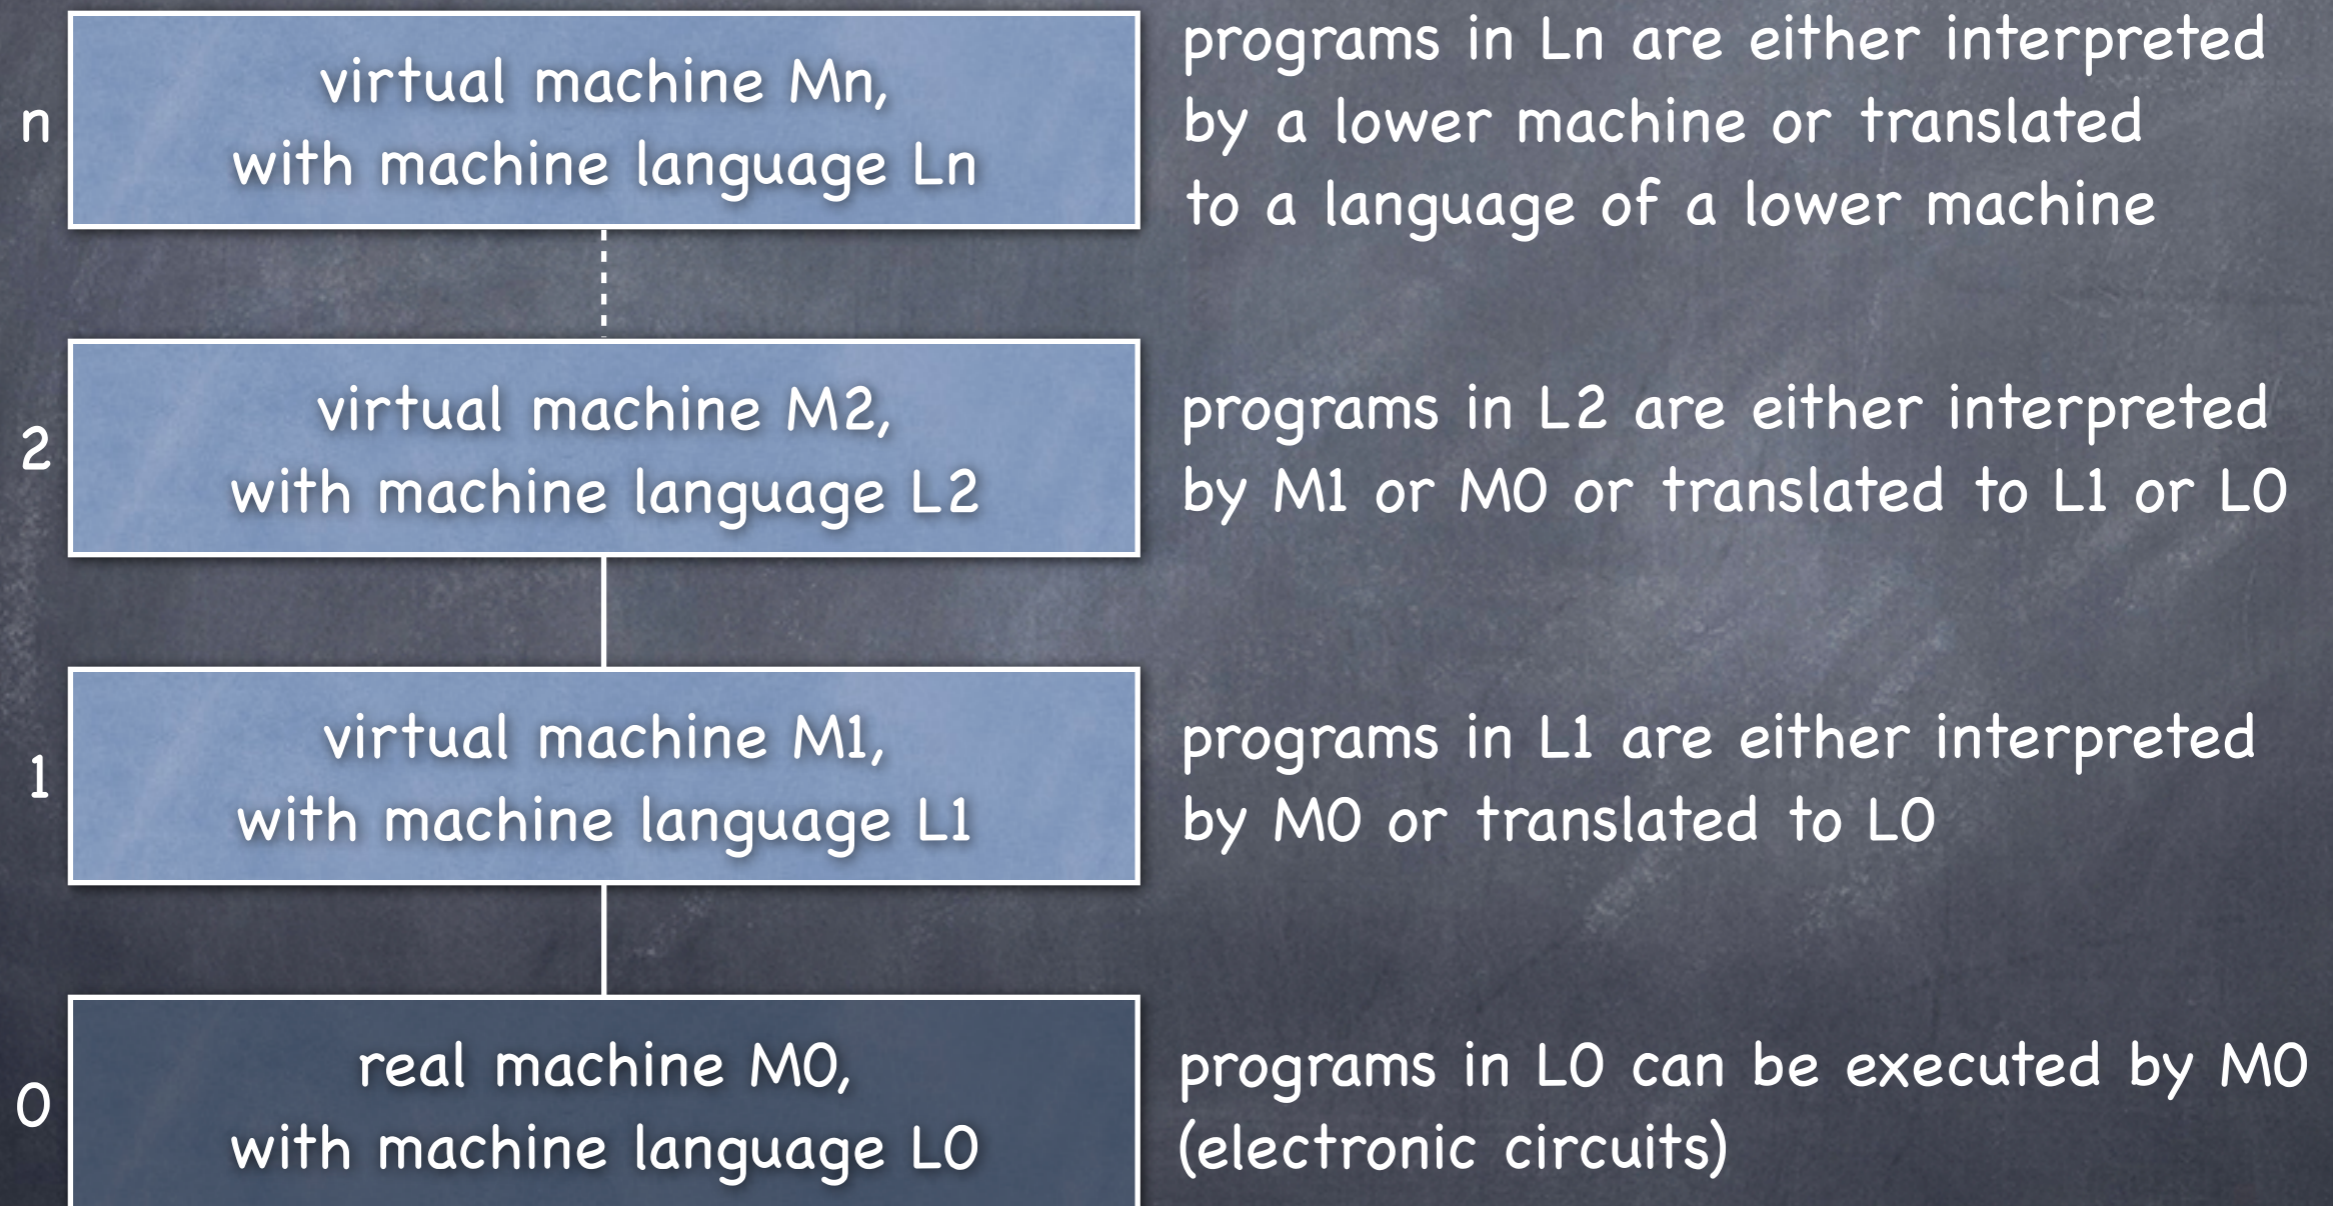 n
virtual machine Mn,
with machine language Ln
programs in Ln are either interpreted
by a lower machine or translated
to a language of a lower machine
2
virtual machine M2,
with machine language L2
programs in L2 are either interpreted
by M1 or M0 or translated to L1 or L0
1
virtual machine M1,
with machine language L1
programs in L1 are either interpreted
by M0 or translated to L0
0
real machine M0,
with machine language L0
programs in L0 can be executed by M0
(electronic circuits)